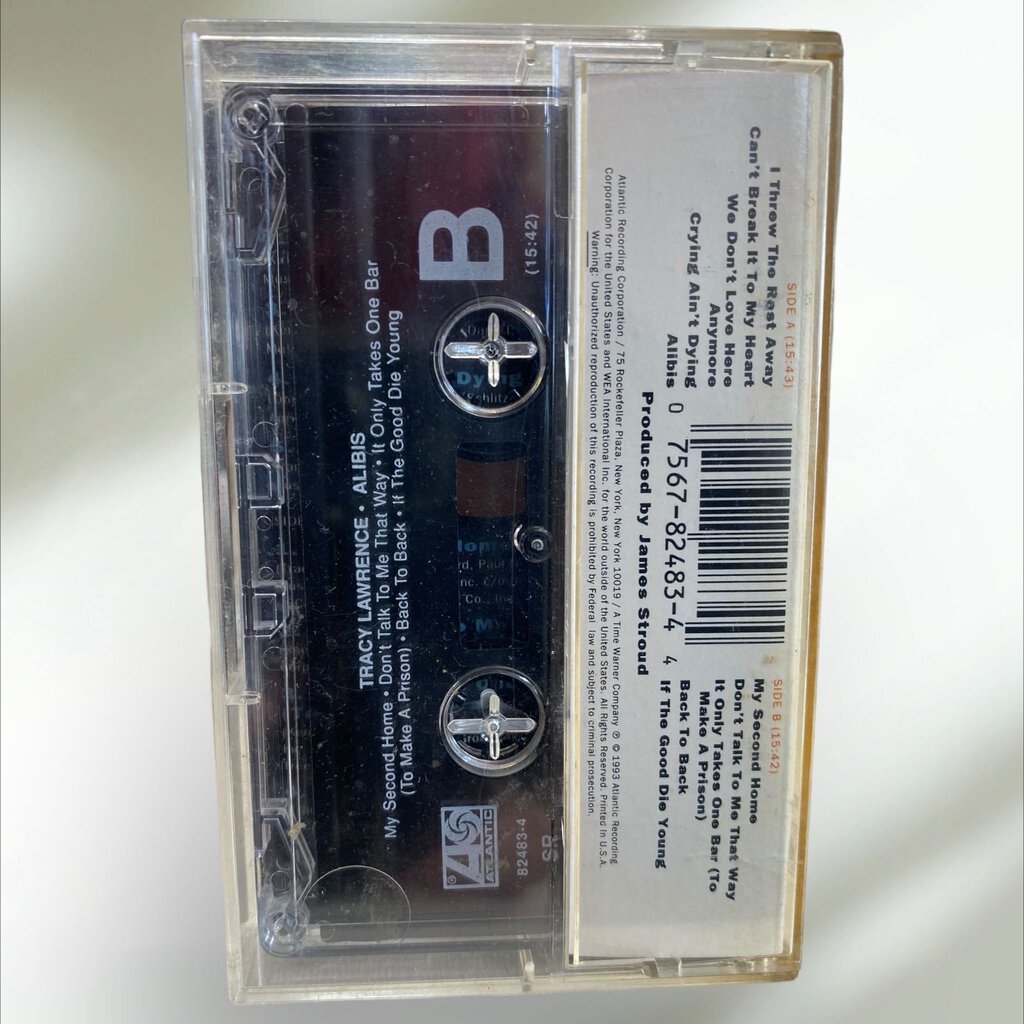 SIDE A (15:43)
I Threw The Rest Away
Can't Break It To My Heart
We Don't Love Here
Anymore
Crying Ain't Dying
Alibis
0 7567-82483-4 4
SIDE B (15:42)
My Second Home
Don't Talk To Me That Way
It Only Takes One Bar (To
Make A Prison)
Back To Back
If The Good Die Young
Produced by James Stroud
Atlantic Recording Corporation / 75 Rockefeller Plaza, New York, New York 10019 / A Time Warner Company ℗ © 1993 Atlantic Recording
Corporation for the United States and WEA International Inc. for the world outside of the United States. All Rights Reserved. Printed in U.S.A.
Warning: Unauthorized reproduction of this recording is prohibited by Federal law and subject to criminal prosecution.
B
(15:42)
TRACY LAWRENCE • ALIBIS
My Second Home • Don't Talk To Me That Way • It Only Takes One Bar
(To Make A Prison) • Back To Back • If The Good Die Young
ATLANTIC
®
82483-4
SR
Dying